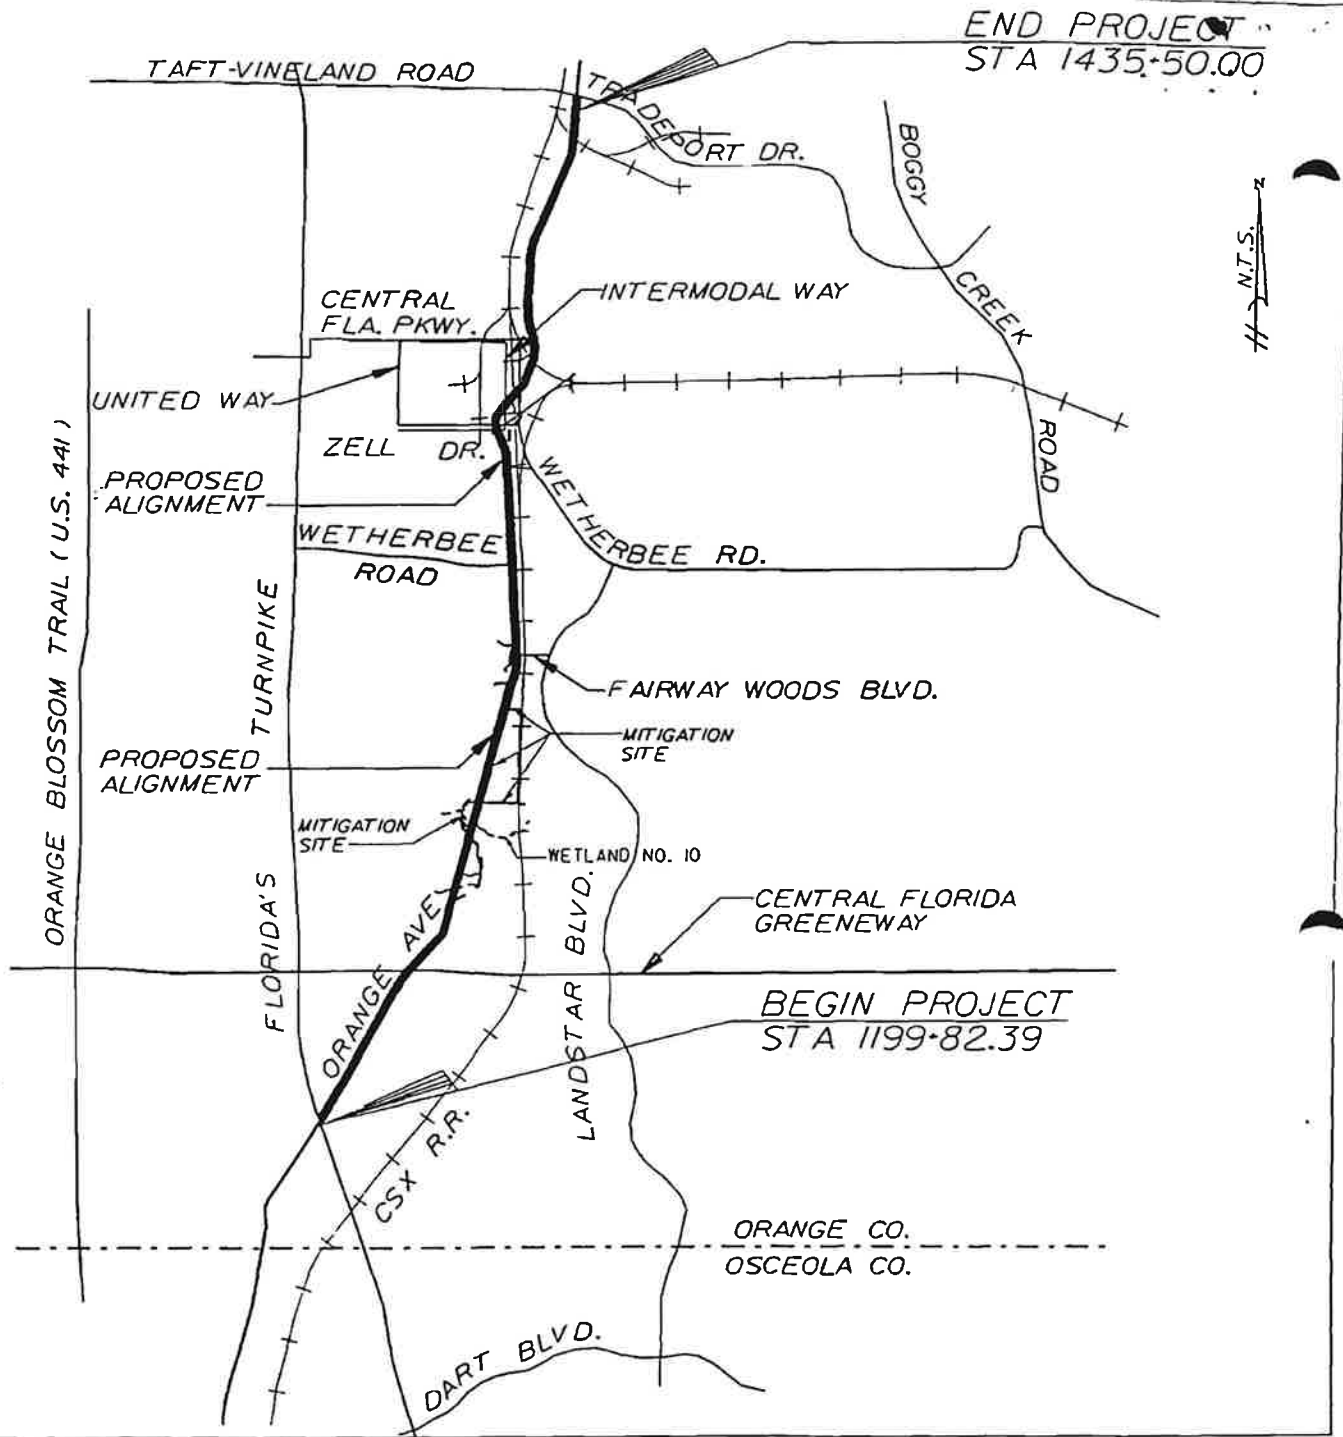 END PROJECT
STA 1435+50.00
TAFT-VINELAND ROAD
TRADEPORT DR.
BOGGY
CREEK
ROAD
N.T.S.
N
CENTRAL
FLA. PKWY.
INTERMODAL WAY
UNITED WAY
ZELL DR.
PROPOSED
ALIGNMENT
WETHERBEE
ROAD
WETHERBEE RD.
ORANGE BLOSSOM TRAIL (U.S. 441)
FLORIDA'S TURNPIKE
FAIRWAY WOODS BLVD.
MITIGATION
SITE
PROPOSED
ALIGNMENT
MITIGATION
SITE
WETLAND NO. 10
LANDSTAR BLVD.
CENTRAL FLORIDA
GREENEWAY
ORANGE AVE
BEGIN PROJECT
STA 1199+82.39
CSX R.R.
ORANGE CO.
OSCEOLA CO.
DART BLVD.